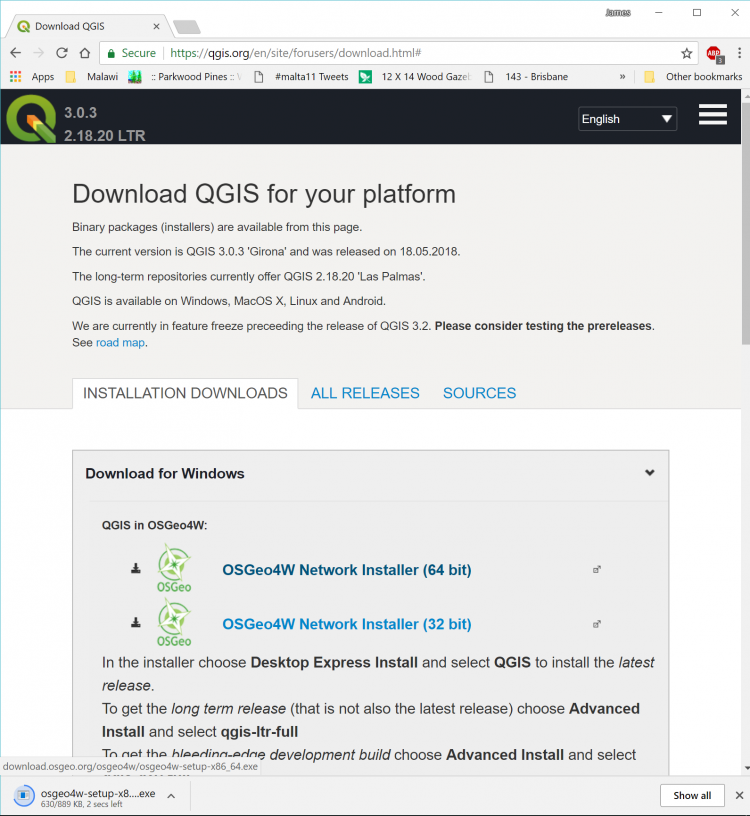 James
Download QGIS
Secure https://qgis.org/en/site/forusers/download.html#
ABP
3
Apps Malawi :: Parkwood Pines :: #malta11 Tweets 12 X 14 Wood Gaze 143 - Brisbane » Other bookmarks
3.0.3
2.18.20 LTR
English
Download QGIS for your platform
Binary packages (installers) are available from this page.
The current version is QGIS 3.0.3 'Girona' and was released on 18.05.2018.
The long-term repositories currently offer QGIS 2.18.20 'Las Palmas'.
QGIS is available on Windows, MacOS X, Linux and Android.
We are currently in feature freeze preceeding the release of QGIS 3.2. Please consider testing the prereleases.
See road map.
INSTALLATION DOWNLOADS ALL RELEASES SOURCES
Download for Windows
QGIS in OSGeo4W:
OSGeo
OSGeo4W Network Installer (64 bit)
OSGeo
OSGeo4W Network Installer (32 bit)
In the installer choose Desktop Express Install and select QGIS to install the latest
release.
To get the long term release (that is not also the latest release) choose Advanced
Install and select qgis-ltr-full
To get the bleeding-edge development build choose Advanced Install and select
download.osgeo.org/osgeo4w/osgeo4w-setup-x86_64.exe
osgeo4w-setup-x8....exe
630/889 KB, 2 secs left
Show all